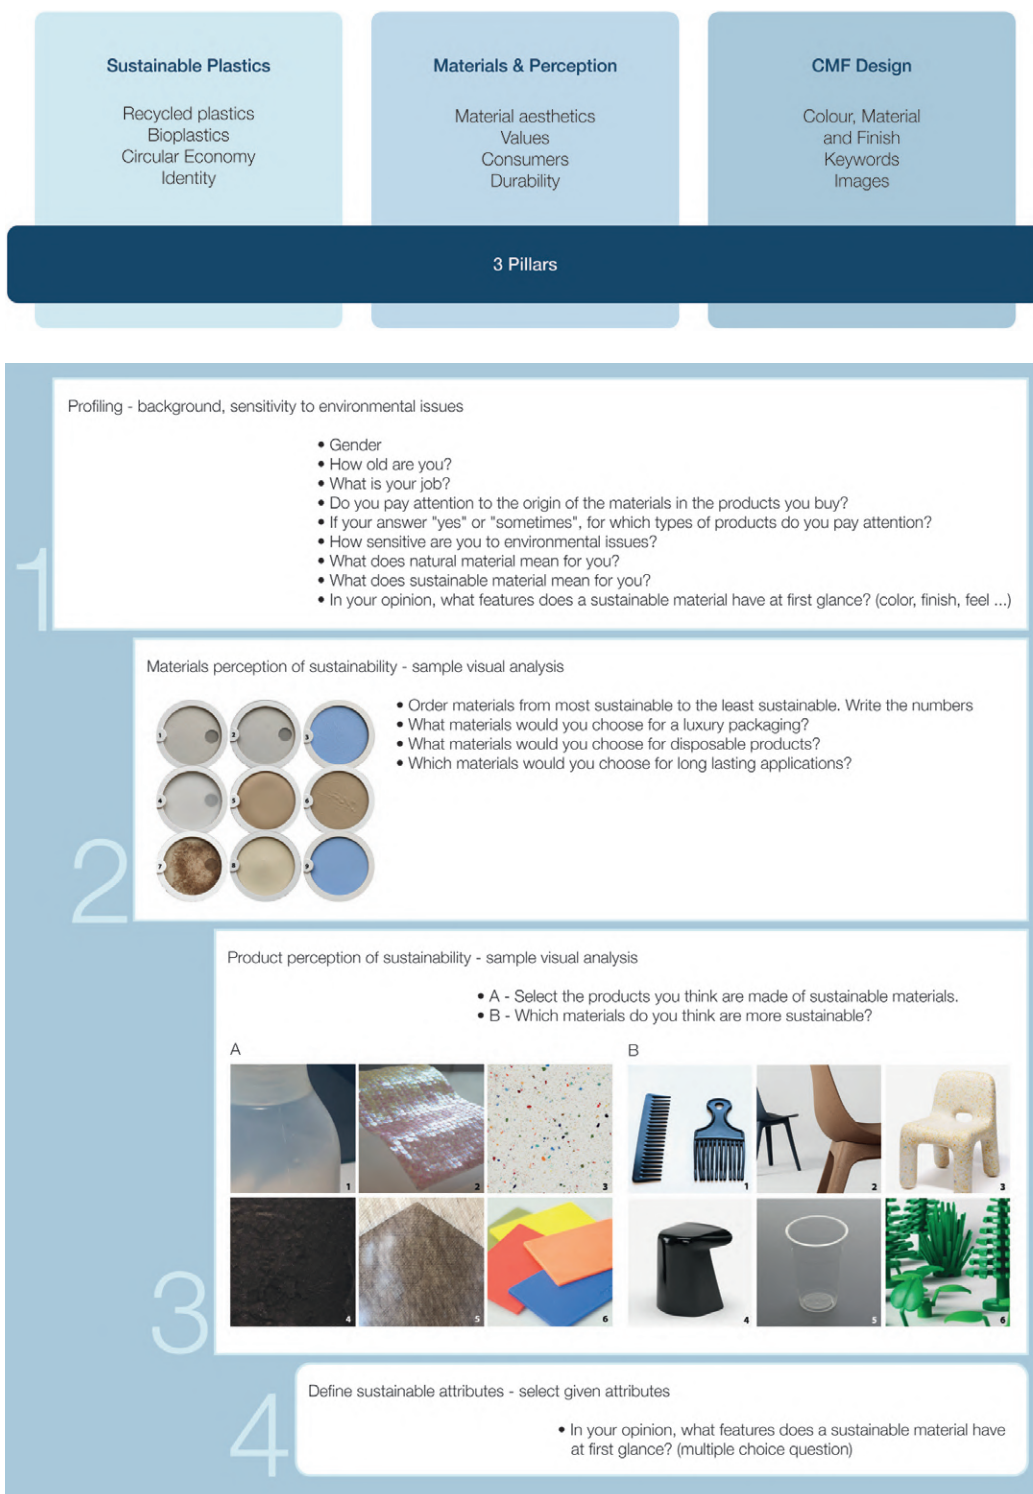 Sustainable Plastics
Recycled plastics
Bioplastics
Circular Economy
Identity
Materials & Perception
Material aesthetics
Values
Consumers
Durability
CMF Design
Colour, Material
and Finish
Keywords
Images
3 Pillars
1
Profiling - background, sensitivity to environmental issues
• Gender
• How old are you?
• What is your job?
• Do you pay attention to the origin of the materials in the products you buy?
• If your answer "yes" or "sometimes", for which types of products do you pay attention?
• How sensitive are you to environmental issues?
• What does natural material mean for you?
• What does sustainable material mean for you?
• In your opinion, what features does a sustainable material have at first glance? (color, finish, feel ...)
2
Materials perception of sustainability - sample visual analysis
1
2
3
4
5
6
7
8
9
• Order materials from most sustainable to the least sustainable. Write the numbers
• What materials would you choose for a luxury packaging?
• What materials would you choose for disposable products?
• Which materials would you choose for long lasting applications?
3
Product perception of sustainability - sample visual analysis
• A - Select the products you think are made of sustainable materials.
• B - Which materials do you think are more sustainable?
A
1
2
3
4
5
6
B
1
2
3
4
5
6
4
Define sustainable attributes - select given attributes
• In your opinion, what features does a sustainable material have
at first glance? (multiple choice question)